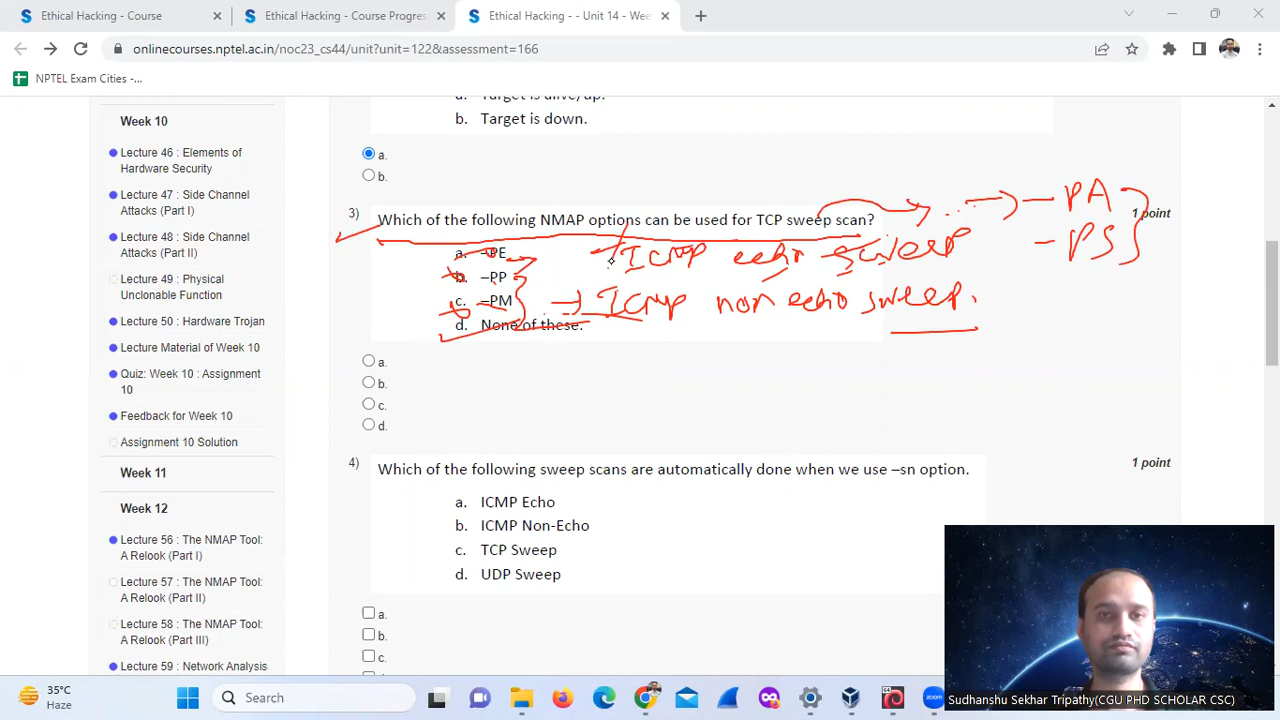 Ethical Hacking - Course
Ethical Hacking - Course Progres
Ethical Hacking - - Unit 14 - Wee
onlinecourses.nptel.ac.in/noc23_cs44/unit?unit=122&assessment=166
NPTEL Exam Cities -...
Week 10
Lecture 46 : Elements of
Hardware Security
Lecture 47 : Side Channel
Attacks (Part I)
Lecture 48 : Side Channel
Attacks (Part II)
Lecture 49 : Physical
Unclonable Function
Lecture 50 : Hardware Trojan
Lecture Material of Week 10
Quiz: Week 10 : Assignment
10
Feedback for Week 10
Assignment 10 Solution
Week 11
Week 12
Lecture 56 : The NMAP Tool:
A Relook (Part I)
Lecture 57 : The NMAP Tool:
A Relook (Part II)
Lecture 58 : The NMAP Tool:
A Relook (Part III)
Lecture 59 : Network Analysis
a. Target is alive/up.
b. Target is down.
a.
b.
3) Which of the following NMAP options can be used for TCP sweep scan?
1 point
-PA
-PS
a. –PE
ICMP echo sweep
b. –PP
c. –PM
ICMP non echo sweep.
d. None of these.
a.
b.
c.
d.
4) Which of the following sweep scans are automatically done when we use –sn option.
1 point
a. ICMP Echo
b. ICMP Non-Echo
c. TCP Sweep
d. UDP Sweep
a.
b.
c.
Sudhanshu Sekhar Tripathy(CGU PHD SCHOLAR CSC)
35°C
Haze
Search
zoom